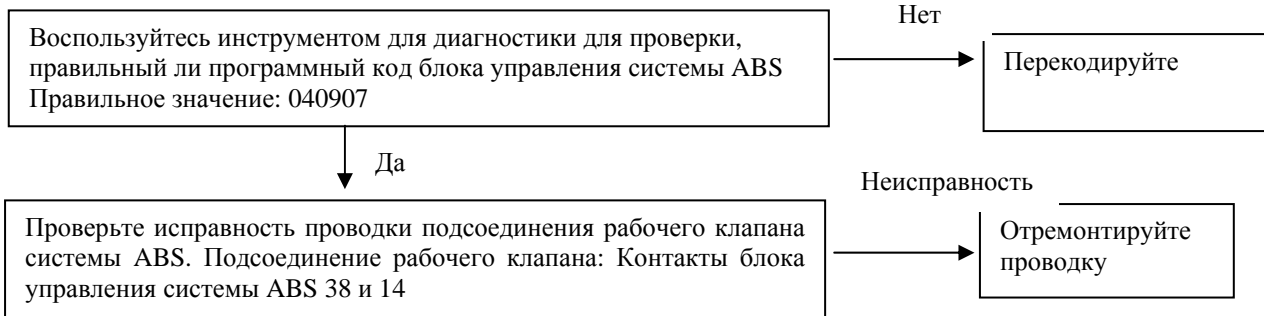 Нет
Воспользуйтесь инструментом для диагностики для проверки,
правильный ли программный код блока управления системы ABS
Правильное значение: 040907
Перекодируйте
Да
Неисправность
Проверьте исправность проводки подсоединения рабочего клапана
системы ABS. Подсоединение рабочего клапана: Контакты блока
управления системы ABS 38 и 14
Отремонтируйте
проводку